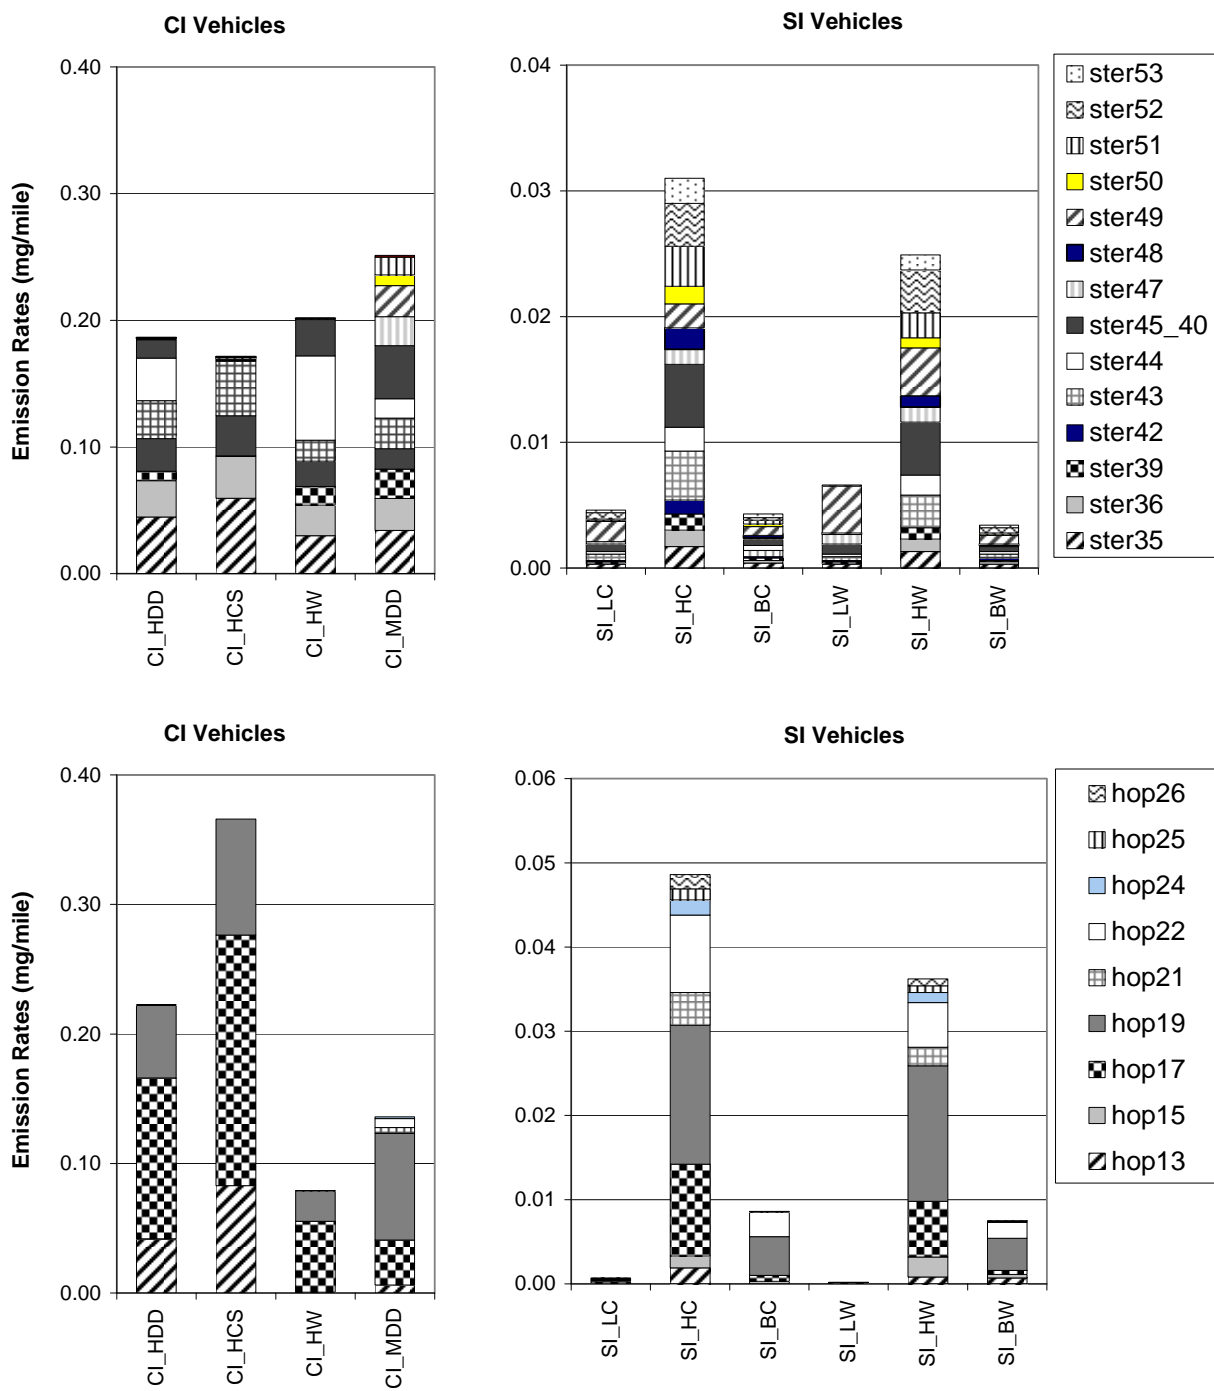 CI Vehicles
SI Vehicles
Emission Rates (mg/mile)
0.40
0.30
0.20
0.10
0.00
CI_HDD
CI_HCS
CI_HW
CI_MDD
0.04
0.03
0.02
0.01
0.00
SI_LC
SI_HC
SI_BC
SI_LW
SI_HW
SI_BW
ster53
ster52
ster51
ster50
ster49
ster48
ster47
ster45_40
ster44
ster43
ster42
ster39
ster36
ster35
CI Vehicles
SI Vehicles
Emission Rates (mg/mile)
0.40
0.30
0.20
0.10
0.00
CI_HDD
CI_HCS
CI_HW
CI_MDD
0.06
0.05
0.04
0.03
0.02
0.01
0.00
SI_LC
SI_HC
SI_BC
SI_LW
SI_HW
SI_BW
hop26
hop25
hop24
hop22
hop21
hop19
hop17
hop15
hop13